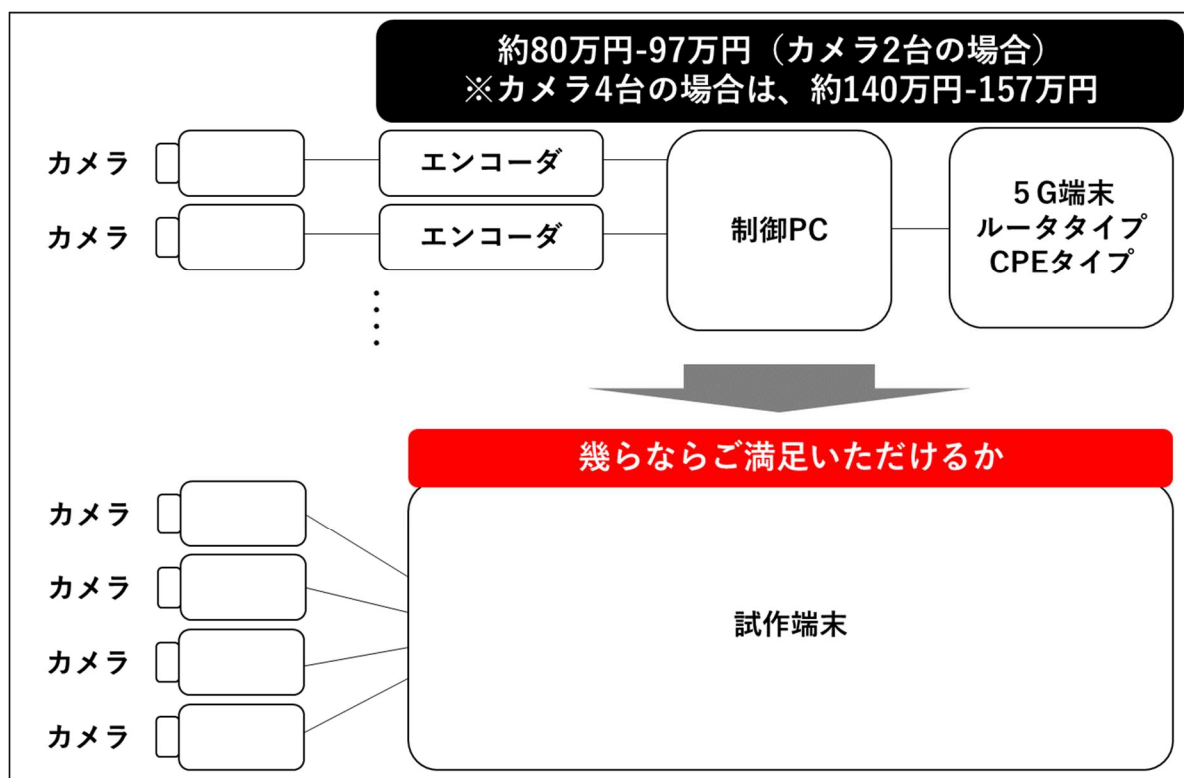 約80万円-97万円（カメラ2台の場合）
※カメラ4台の場合は、約140万円-157万円
カメラ
エンコーダ
カメラ
エンコーダ
制御PC
５G端末
ルータタイプ
CPEタイプ
幾らならご満足いただけるか
カメラ
カメラ
カメラ
カメラ
試作端末